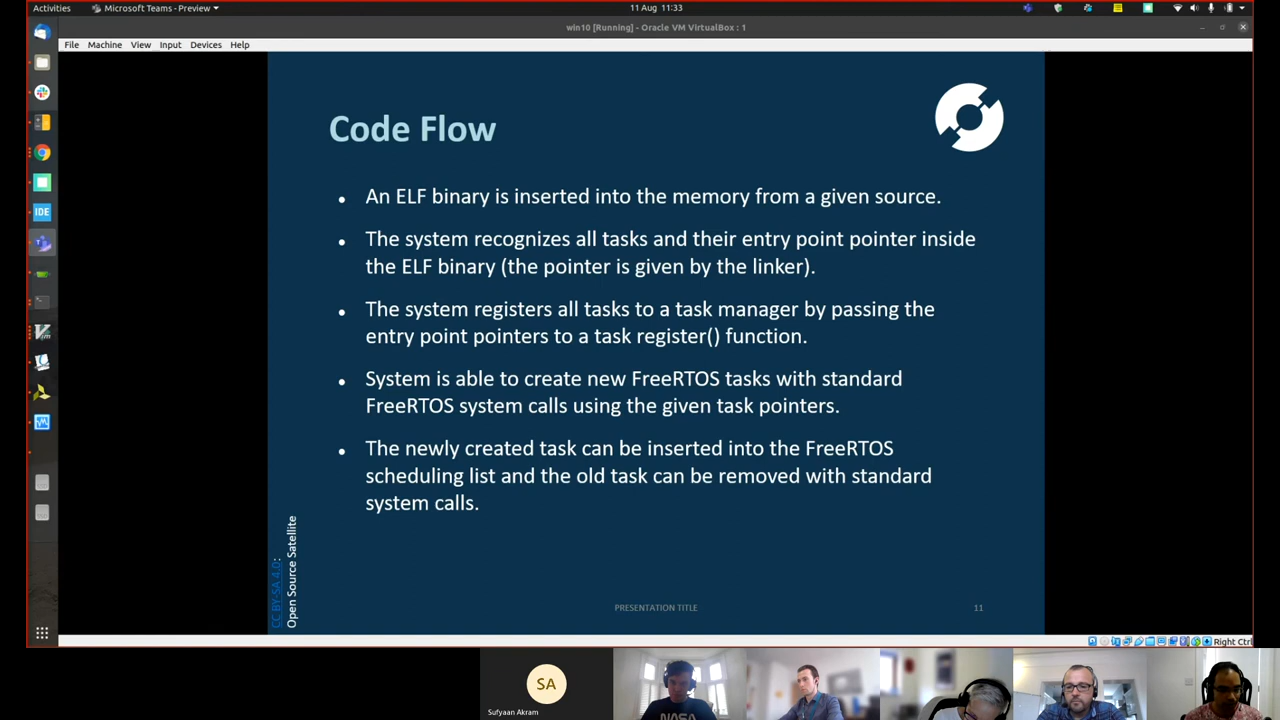 Activities
Microsoft Teams - Preview
11 Aug 11:33
win10 [Running] - Oracle VM VirtualBox : 1
File Machine View Input Devices Help
Code Flow
An ELF binary is inserted into the memory from a given source.
The system recognizes all tasks and their entry point pointer inside
the ELF binary (the pointer is given by the linker).
The system registers all tasks to a task manager by passing the
entry point pointers to a task register() function.
System is able to create new FreeRTOS tasks with standard
FreeRTOS system calls using the given task pointers.
The newly created task can be inserted into the FreeRTOS
scheduling list and the old task can be removed with standard
system calls.
CC BY-SA 4.0:
Open Source Satellite
PRESENTATION TITLE
11
IDE
Right Ctrl
SA
Sufyaan Akram
NASA